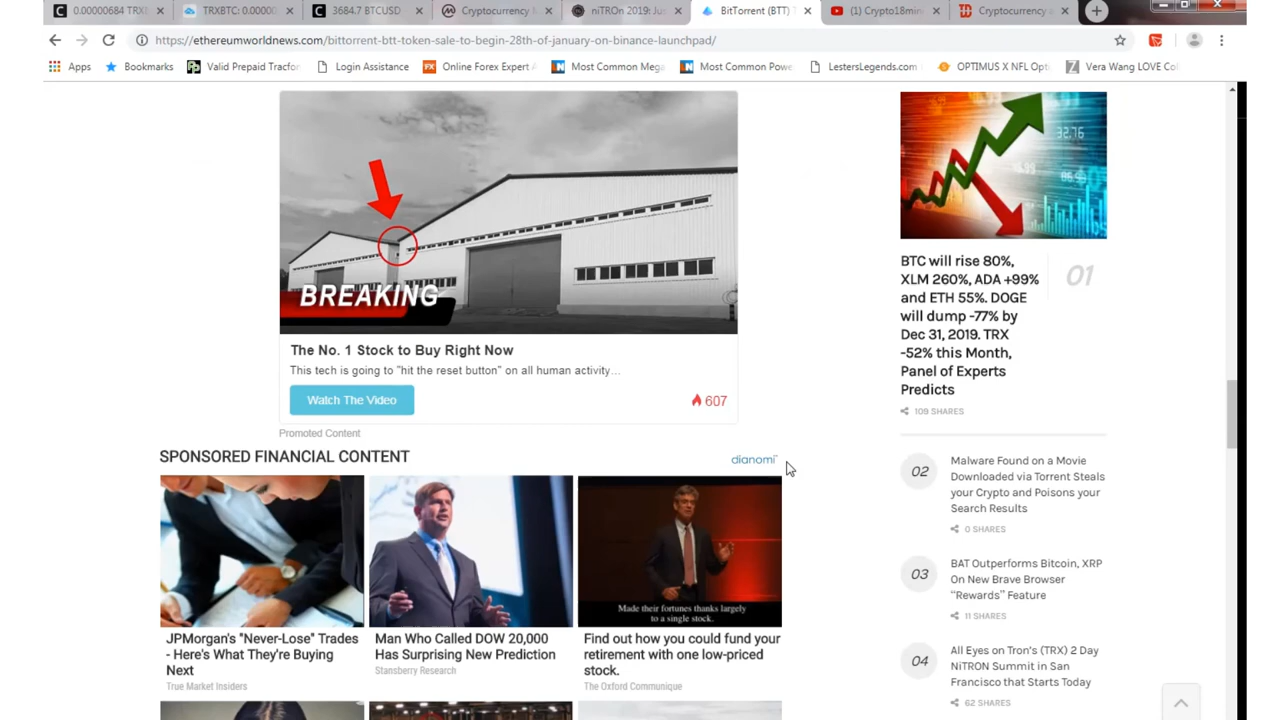 0.00000684 TRXN
TRXBTC: 0.0000
3684.7 BTCUSD
Cryptocurrency M
niTROn 2019: Jus
BitTorrent (BTT) T
(1) Crypto18min
Cryptocurrency a
https://ethereumworldnews.com/bittorrent-btt-token-sale-to-begin-28th-of-january-on-binance-launchpad/
Apps
Bookmarks
Valid Prepaid Tracfon
Login Assistance
Online Forex Expert A
Most Common Mega
Most Common Powe
LestersLegends.com
OPTIMUS X NFL Opti
Vera Wang LOVE Col
BREAKING
The No. 1 Stock to Buy Right Now
This tech is going to "hit the reset button" on all human activity...
Watch The Video
607
Promoted Content
SPONSORED FINANCIAL CONTENT
dianomi
Made their fortunes thanks largely
to a single stock.
JPMorgan's "Never-Lose" Trades
- Here's What They're Buying
Next
True Market Insiders
Man Who Called DOW 20,000
Has Surprising New Prediction
Stansberry Research
Find out how you could fund your
retirement with one low-priced
stock.
The Oxford Communique
32.76
BTC will rise 80%,
XLM 260%, ADA +99%
and ETH 55%. DOGE
will dump -77% by
Dec 31, 2019. TRX
-52% this Month,
Panel of Experts
Predicts
01
109 SHARES
02
Malware Found on a Movie
Downloaded via Torrent Steals
your Crypto and Poisons your
Search Results
0 SHARES
03
BAT Outperforms Bitcoin, XRP
On New Brave Browser
“Rewards” Feature
11 SHARES
04
All Eyes on Tron's (TRX) 2 Day
NiTRON Summit in San
Francisco that Starts Today
62 SHARES